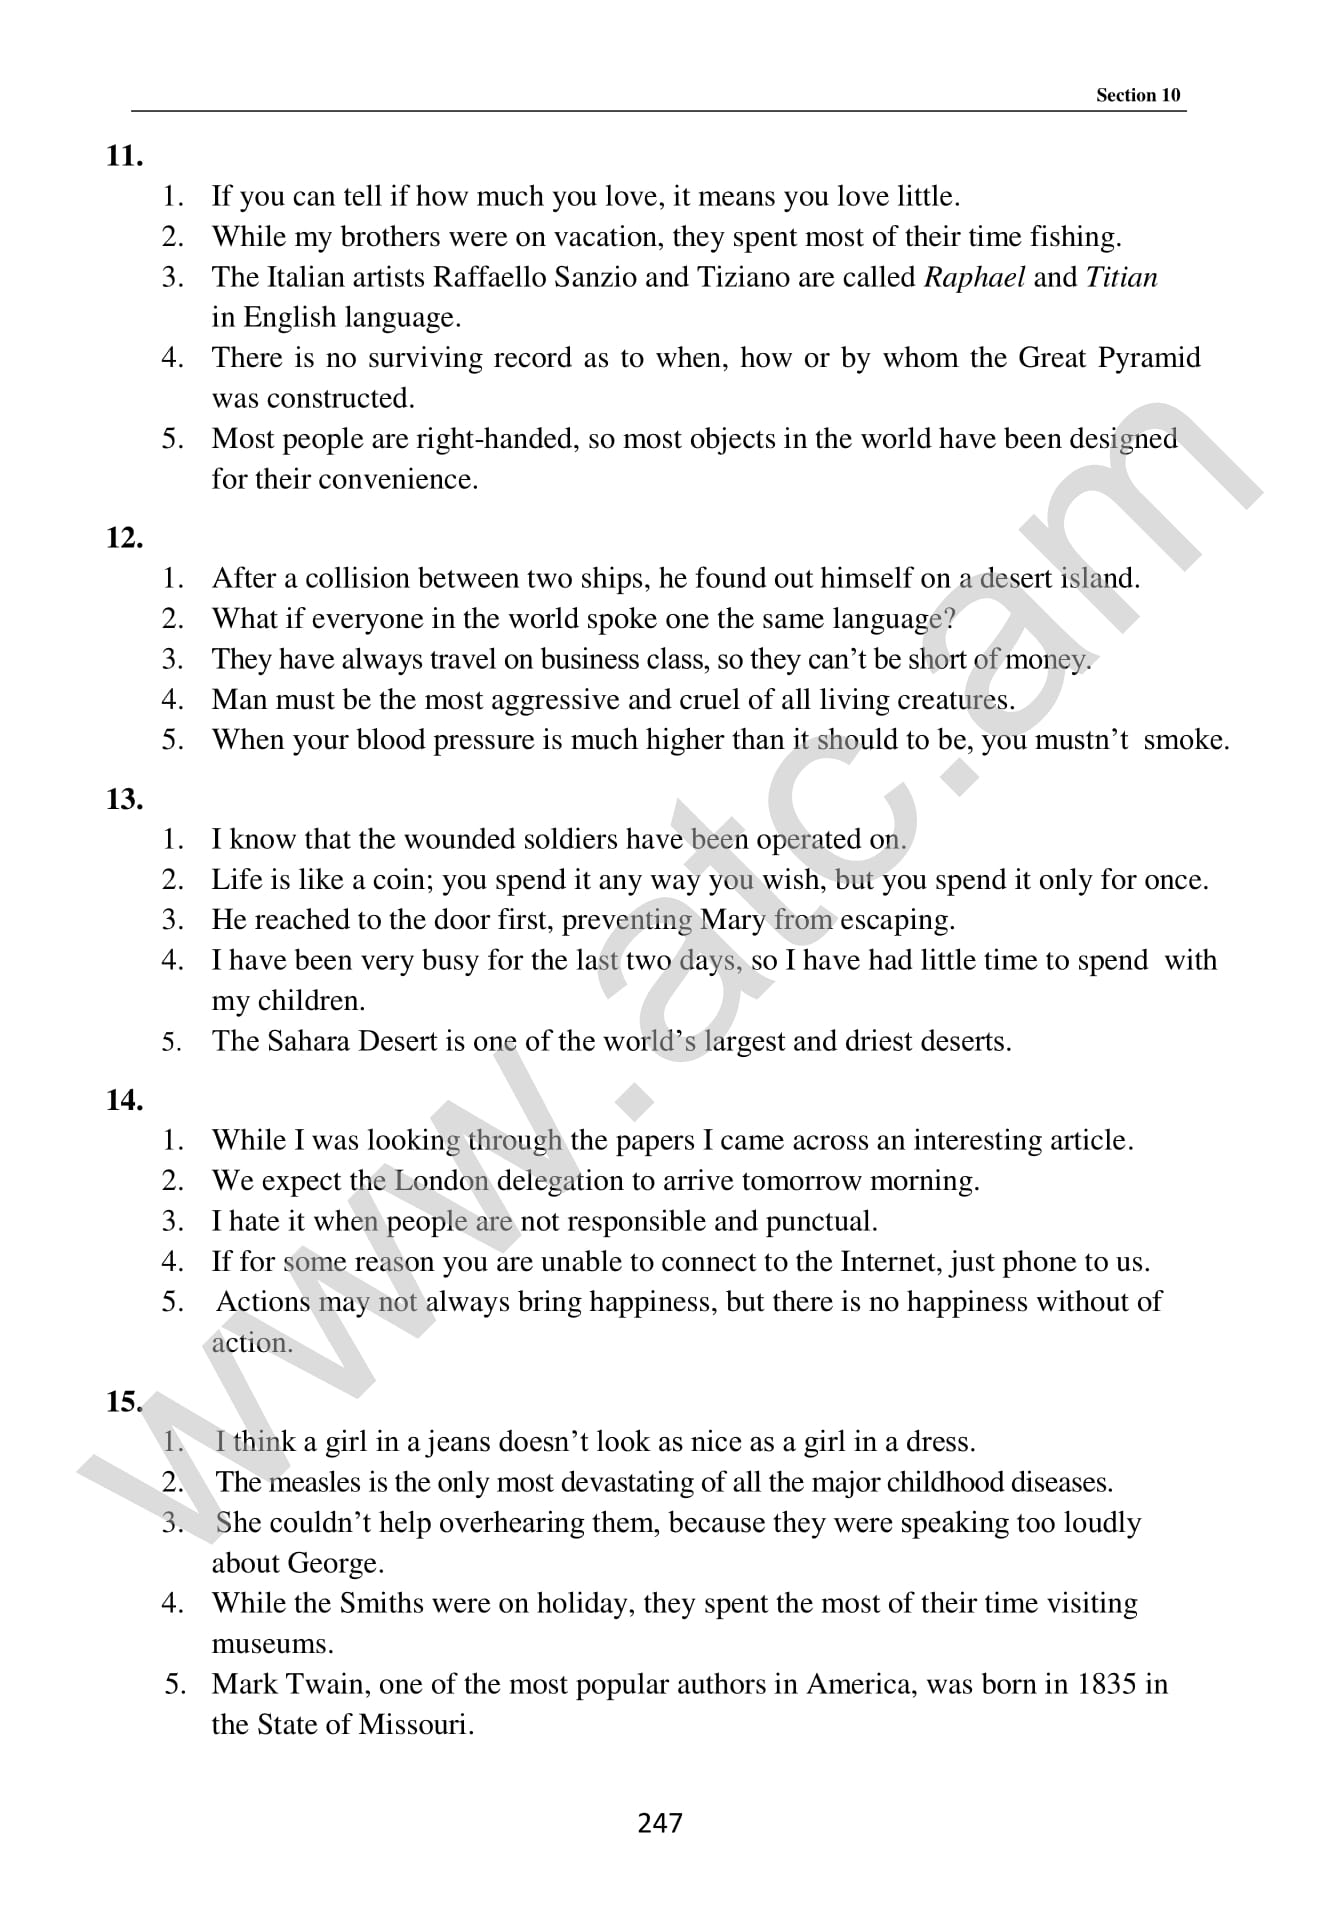 Section 10
11.
1. If you can tell if how much you love, it means you love little.
2. While my brothers were on vacation, they spent most of their time fishing.
3. The Italian artists Raffaello Sanzio and Tiziano are called Raphael and Titian
in English language.
4. There is no surviving record as to when, how or by whom the Great Pyramid
was constructed.
5. Most people are right-handed, so most objects in the world have been designed
for their convenience.
12.
1. After a collision between two ships, he found out himself on a desert island.
2. What if everyone in the world spoke one the same language?
3. They have always travel on business class, so they can’t be short of money.
4. Man must be the most aggressive and cruel of all living creatures.
5. When your blood pressure is much higher than it should to be, you mustn’t smoke.
13.
1. I know that the wounded soldiers have been operated on.
2. Life is like a coin; you spend it any way you wish, but you spend it only for once.
3. He reached to the door first, preventing Mary from escaping.
4. I have been very busy for the last two days, so I have had little time to spend with
my children.
5. The Sahara Desert is one of the world’s largest and driest deserts.
14.
1. While I was looking through the papers I came across an interesting article.
2. We expect the London delegation to arrive tomorrow morning.
3. I hate it when people are not responsible and punctual.
4. If for some reason you are unable to connect to the Internet, just phone to us.
5. Actions may not always bring happiness, but there is no happiness without of
action.
15.
1. I think a girl in a jeans doesn’t look as nice as a girl in a dress.
2. The measles is the only most devastating of all the major childhood diseases.
3. She couldn’t help overhearing them, because they were speaking too loudly
about George.
4. While the Smiths were on holiday, they spent the most of their time visiting
museums.
5. Mark Twain, one of the most popular authors in America, was born in 1835 in
the State of Missouri.
247
www.atc.am